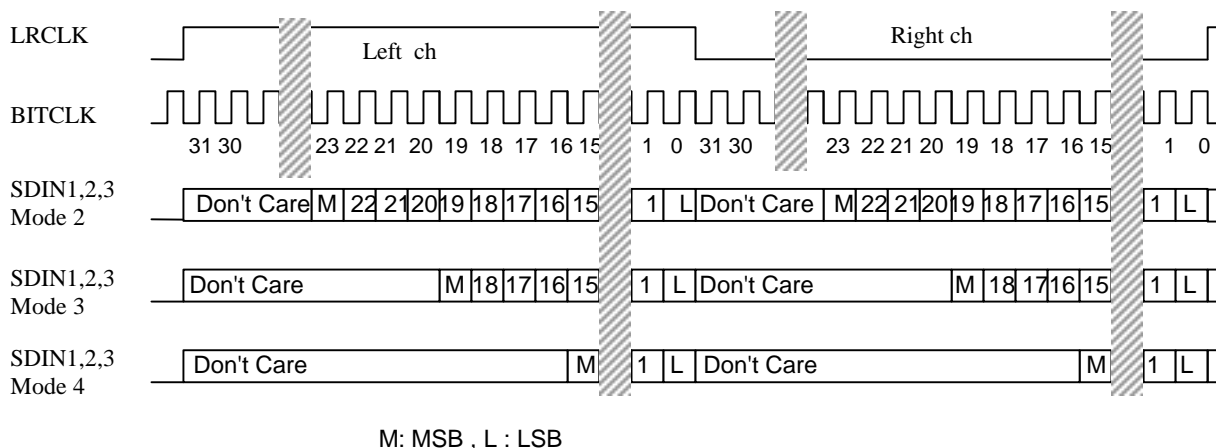 LRCLK
Left ch
Right ch
BITCLK
31 30 23 22 21 20 19 18 17 16 15 1 0 31 30 23 22 21 20 19 18 17 16 15 1 0
SDIN1,2,3
Mode 2
Don't Care M 22 21 20 19 18 17 16 15 1 L Don't Care M 22 21 20 19 18 17 16 15 1 L
SDIN1,2,3
Mode 3
Don't Care M 18 17 16 15 1 L Don't Care M 18 17 16 15 1 L
SDIN1,2,3
Mode 4
Don't Care M 1 L Don't Care M 1 L
M: MSB , L : LSB